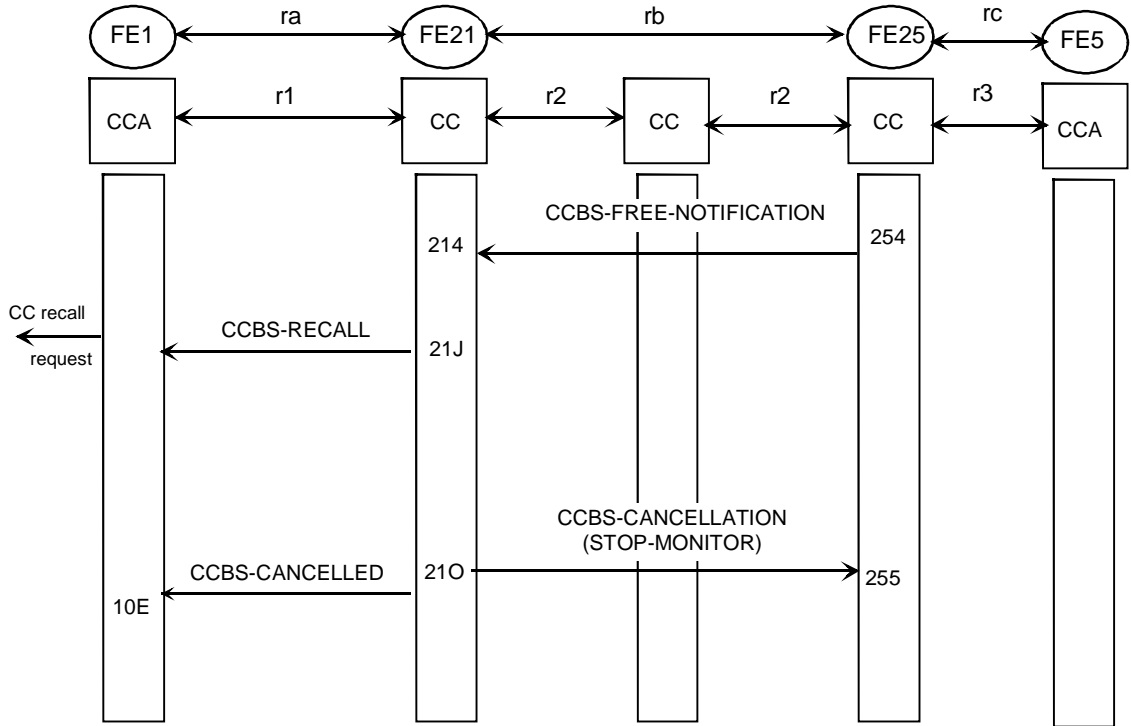 ra
rb
rc
FE1
FE21
FE25
FE5
r1
r2
r2
r3
CCA
CC
CC
CC
CCA
CCBS-FREE-NOTIFICATION
214
254
CC recall
request
CCBS-RECALL
21J
CCBS-CANCELLATION
(STOP-MONITOR)
CCBS-CANCELLED
21O
255
10E